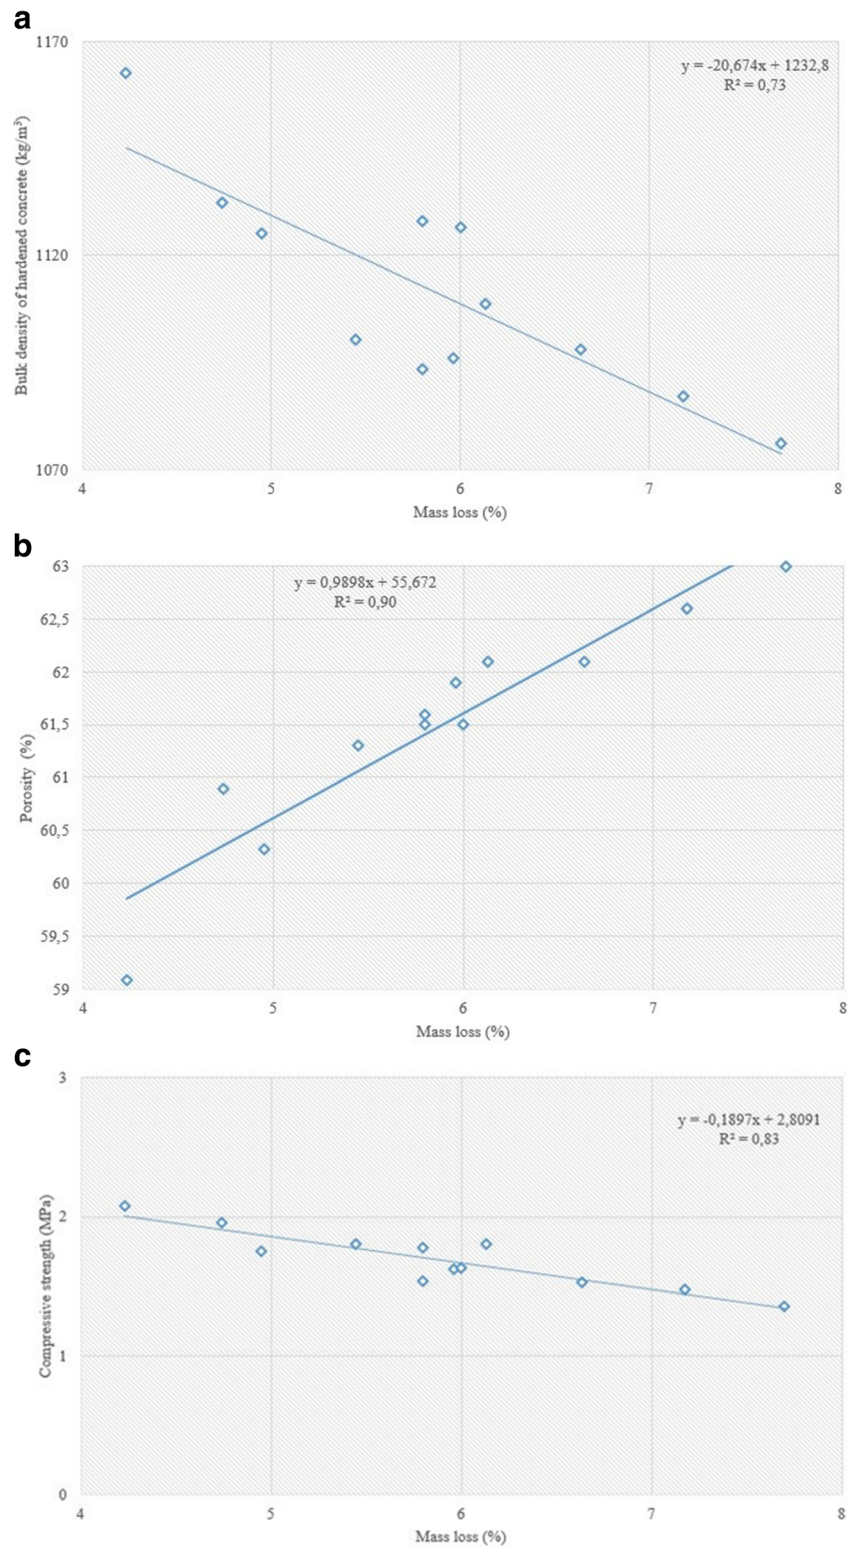 a
1170
y = -20,674x + 1232,8
R² = 0,73
Bulk density of hardened concrete (kg/m³)
1120
1070
4 5 6 7 8
Mass loss (%)
b
63
y = 0,9898x + 55,672
R² = 0,90
62,5
62
61,5
Porosity (%)
61
60,5
60
59,5
59
4 5 6 7 8
Mass loss (%)
c
3
y = -0,1897x + 2,8091
R² = 0,83
2
Compressive strength (MPa)
1
0
4 5 6 7 8
Mass loss (%)